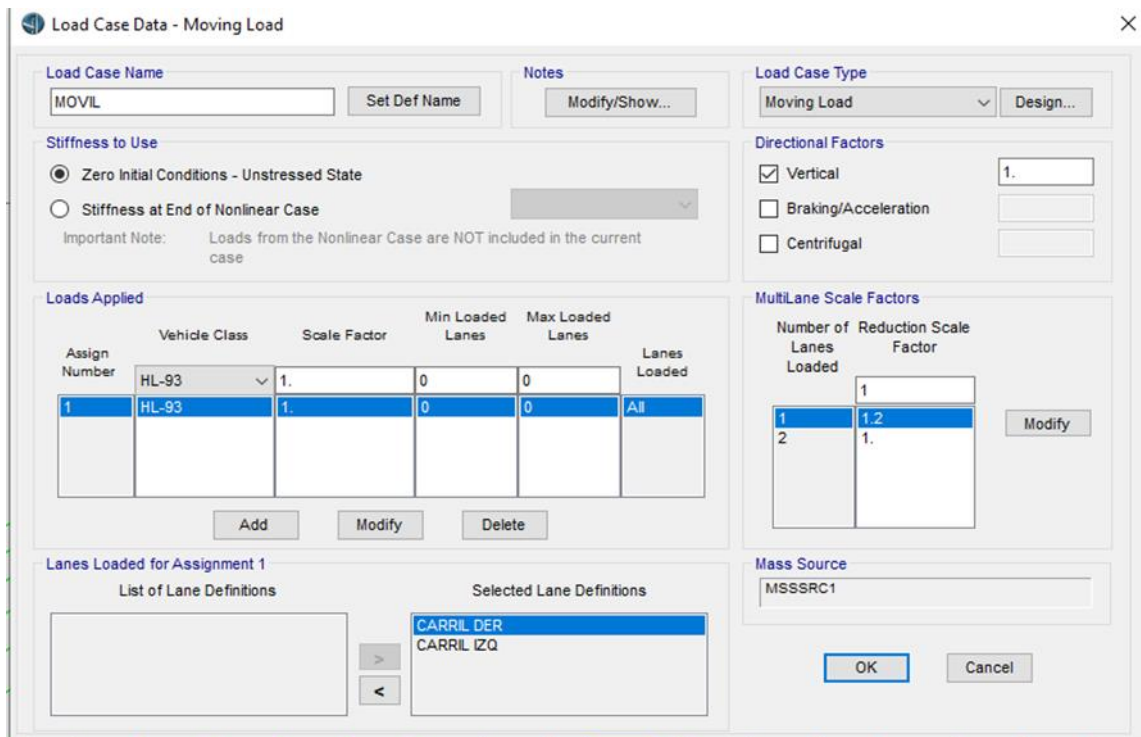 Load Case Data - Moving Load
Load Case Name
MOVIL
Set Def Name
Notes
Modify/Show...
Load Case Type
Moving Load
Design...
Stiffness to Use
Zero Initial Conditions - Unstressed State
Stiffness at End of Nonlinear Case
Important Note: Loads from the Nonlinear Case are NOT included in the current
case
Directional Factors
Vertical 1.
Braking/Acceleration
Centrifugal
Loads Applied
Assign
Number
Vehicle Class
Scale Factor
Min Loaded
Lanes
Max Loaded
Lanes
Lanes
Loaded
HL-93 1. 0 0
1 HL-93 1. 0 0 All
Add Modify Delete
MultiLane Scale Factors
Number of
Lanes
Loaded
Reduction Scale
Factor
1
1 1.2
2 1.
Modify
Lanes Loaded for Assignment 1
List of Lane Definitions
Selected Lane Definitions
CARRIL DER
CARRIL IZQ
>
<
Mass Source
MSSSRC1
OK Cancel